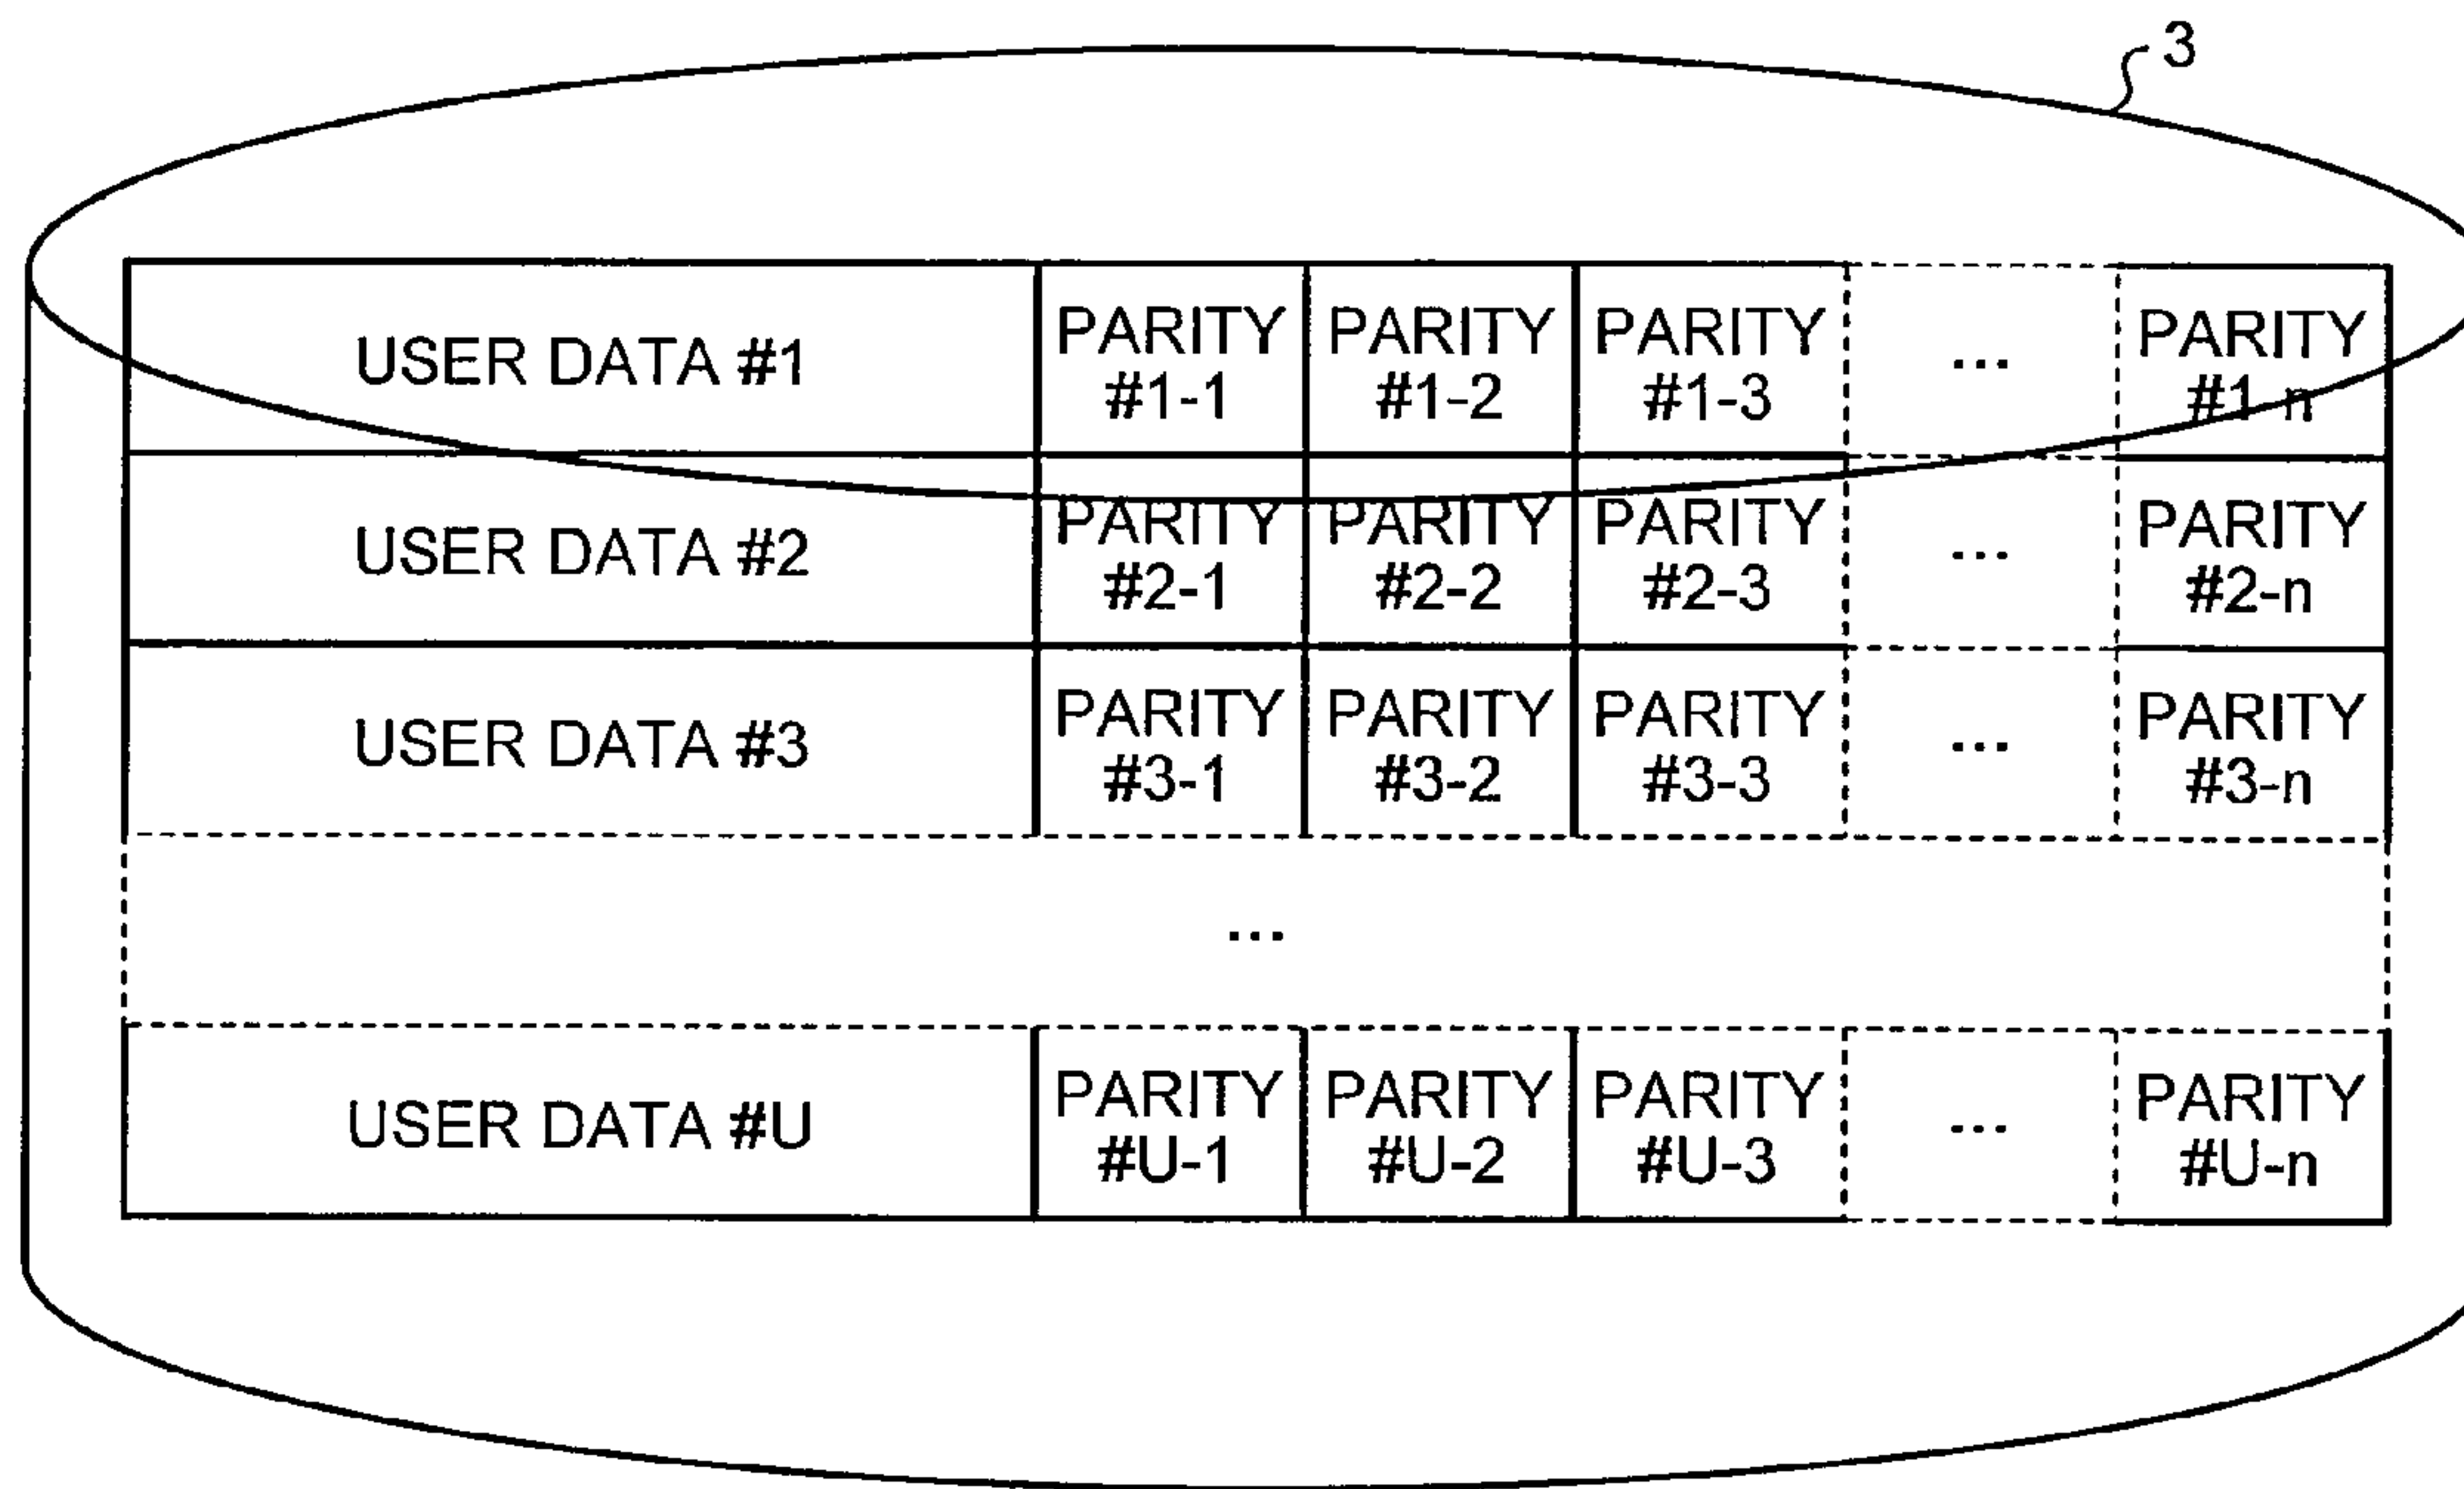 3
USER DATA #1 PARITY #1-1 PARITY #1-2 PARITY #1-3 ... PARITY #1-n
USER DATA #2 PARITY #2-1 PARITY #2-2 PARITY #2-3 ... PARITY #2-n
USER DATA #3 PARITY #3-1 PARITY #3-2 PARITY #3-3 ... PARITY #3-n
...
USER DATA #U PARITY #U-1 PARITY #U-2 PARITY #U-3 ... PARITY #U-n